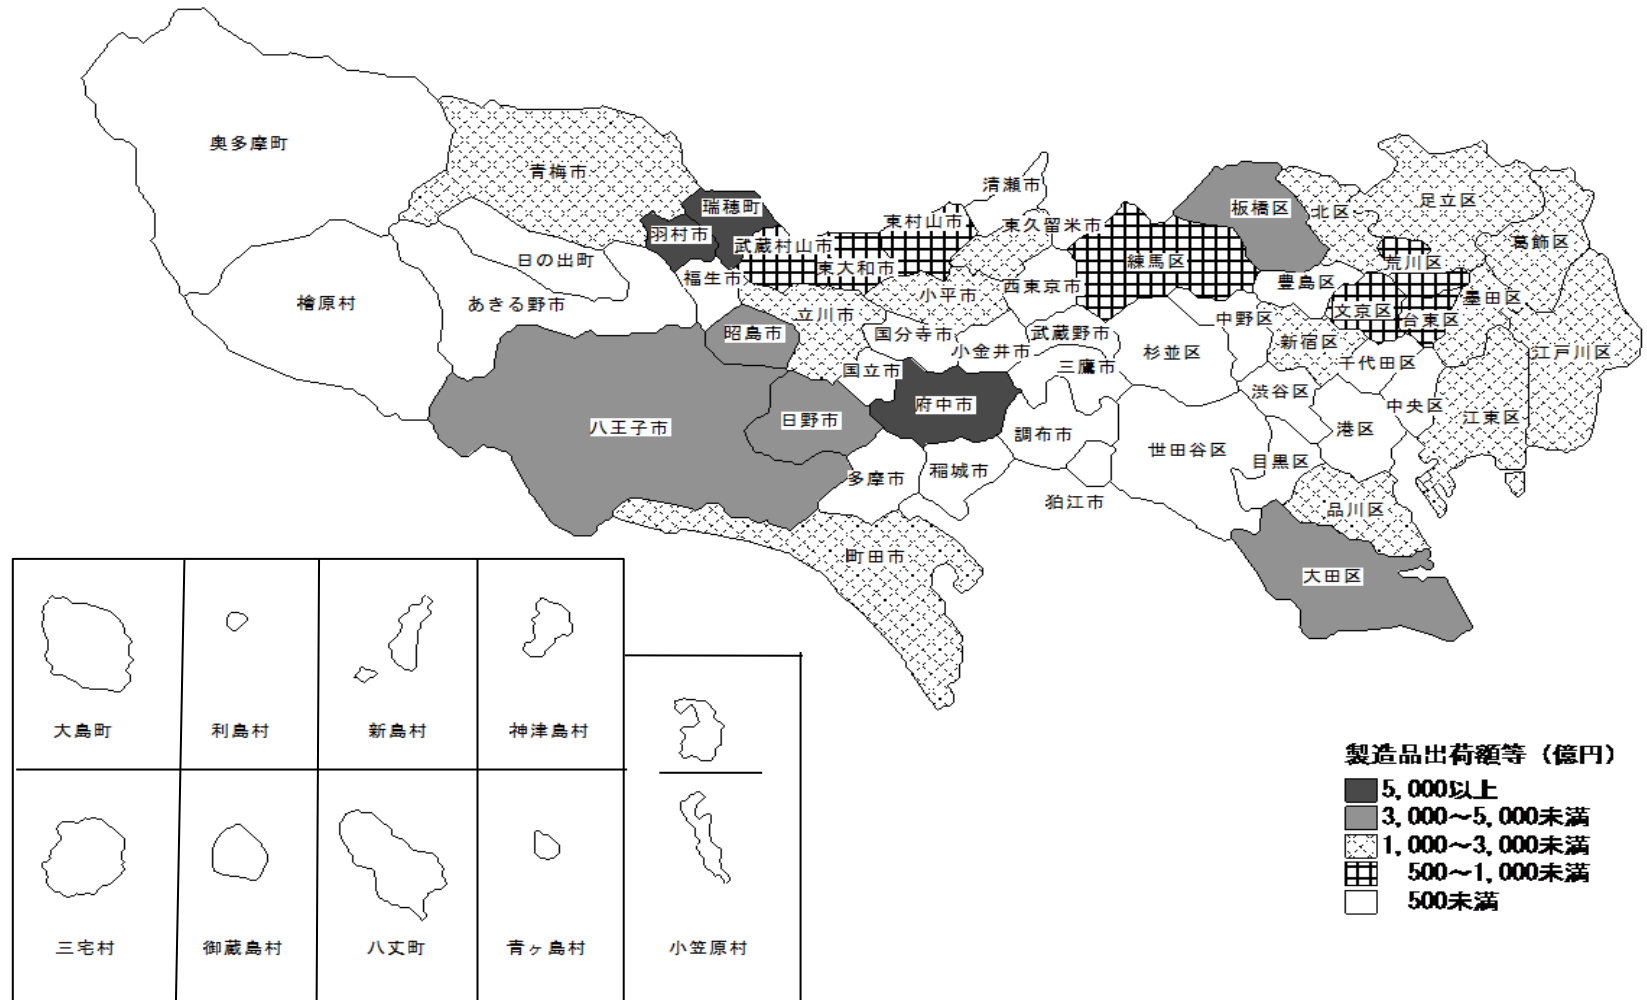 奥多摩町
青梅市
清瀬市
瑞穂町
板橋区
北区
足立区
東村山市
東久留米市
羽村市
武蔵村山市
葛飾区
日の出町
東大和市
練馬区
荒川区
福生市
豊島区
檜原村
あきる野市
小平市
西東京市
墨田区
立川市
文京区
台東区
昭島市
国分寺市
武蔵野市
中野区
新宿区
小金井市
杉並区
江戸川区
国立市
三鷹市
千代田区
渋谷区
府中市
中央区
八王子市
日野市
調布市
港区
江東区
世田谷区
目黒区
多摩市
稲城市
狛江市
品川区
町田市
大田区
大島町
利島村
新島村
神津島村
三宅村
御蔵島村
八丈町
青ヶ島村
小笠原村
製造品出荷額等（億円）
5,000以上
3,000～5,000未満
1,000～3,000未満
500～1,000未満
500未満